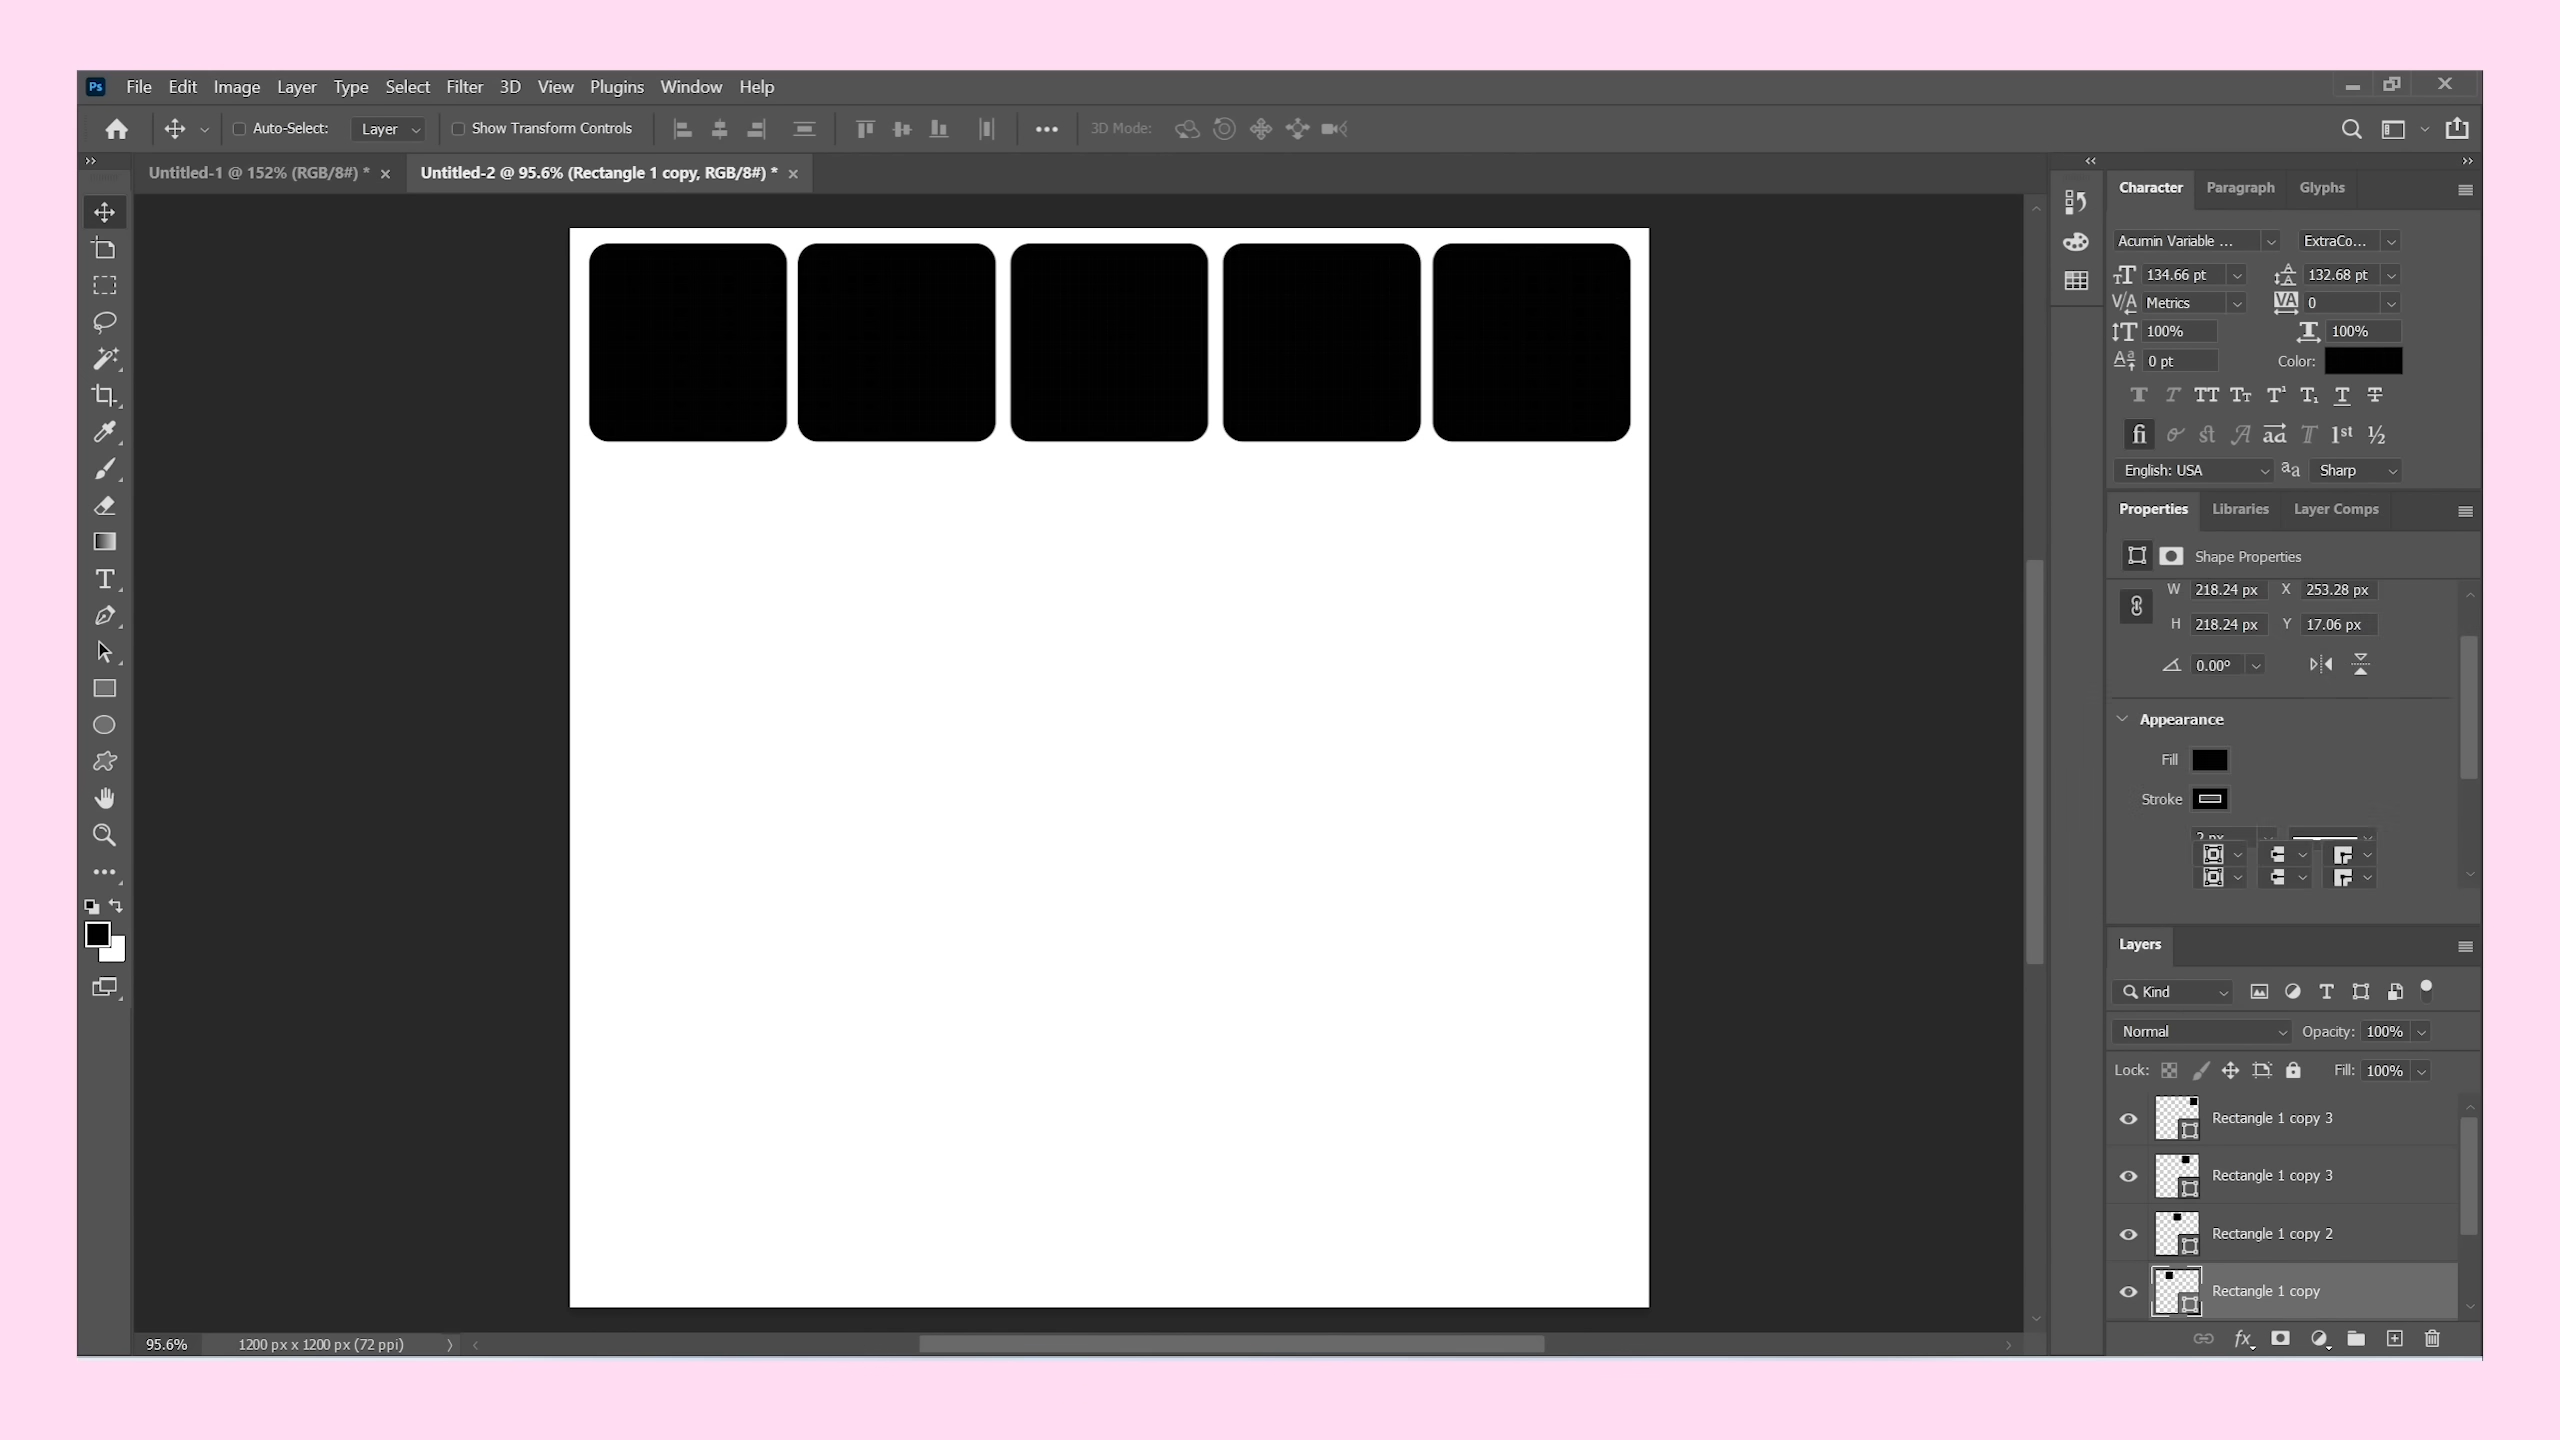 Ps File Edit Image Layer Type Select Filter 3D View Plugins Window Help
Auto-Select: Layer Show Transform Controls 3D Mode:
Untitled-1 @ 152% (RGB/8#) * Untitled-2 @ 95.6% (Rectangle 1 copy, RGB/8#) *
Character Paragraph Glyphs
Acumin Variable ... ExtraCo...
134.66 pt 132.68 pt
Metrics 0
100% 100%
0 pt Color:
English: USA Sharp
Properties Libraries Layer Comps
Shape Properties
W 218.24 px X 253.28 px
H 218.24 px Y 17.06 px
0.00°
Appearance
Fill
Stroke
2 px
Layers
Kind
Normal Opacity: 100%
Lock: Fill: 100%
Rectangle 1 copy 3
Rectangle 1 copy 3
Rectangle 1 copy 2
Rectangle 1 copy
95.6% 1200 px x 1200 px (72 ppi)